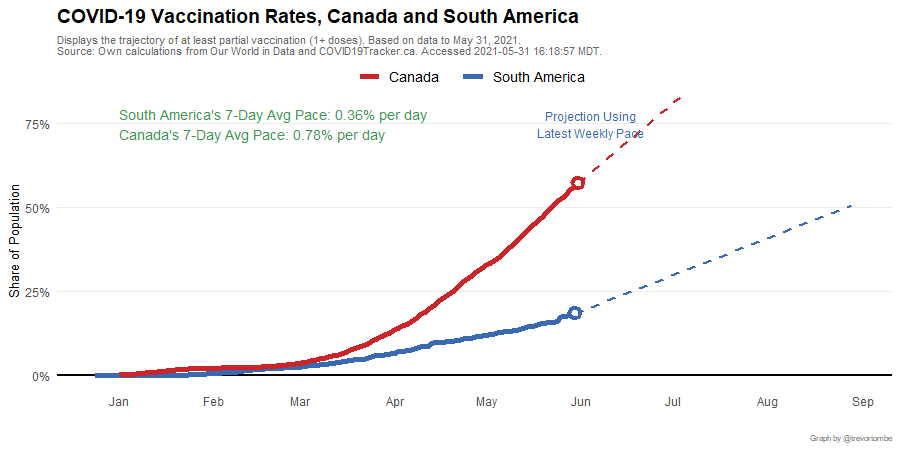 COVID-19 Vaccination Rates, Canada and South America
Displays the trajectory of at least partial vaccination (1+ doses). Based on data to May 31, 2021.
Source: Own calculations from Our World in Data and COVID19Tracker.ca. Accessed 2021-05-31 16:18:57 MDT.
Canada South America
South America's 7-Day Avg Pace: 0.36% per day
Canada's 7-Day Avg Pace: 0.78% per day
Projection Using
Latest Weekly Pace
Share of Population
75%
50%
25%
0%
Jan Feb Mar Apr May Jun Jul Aug Sep
Graph by @trevortombe